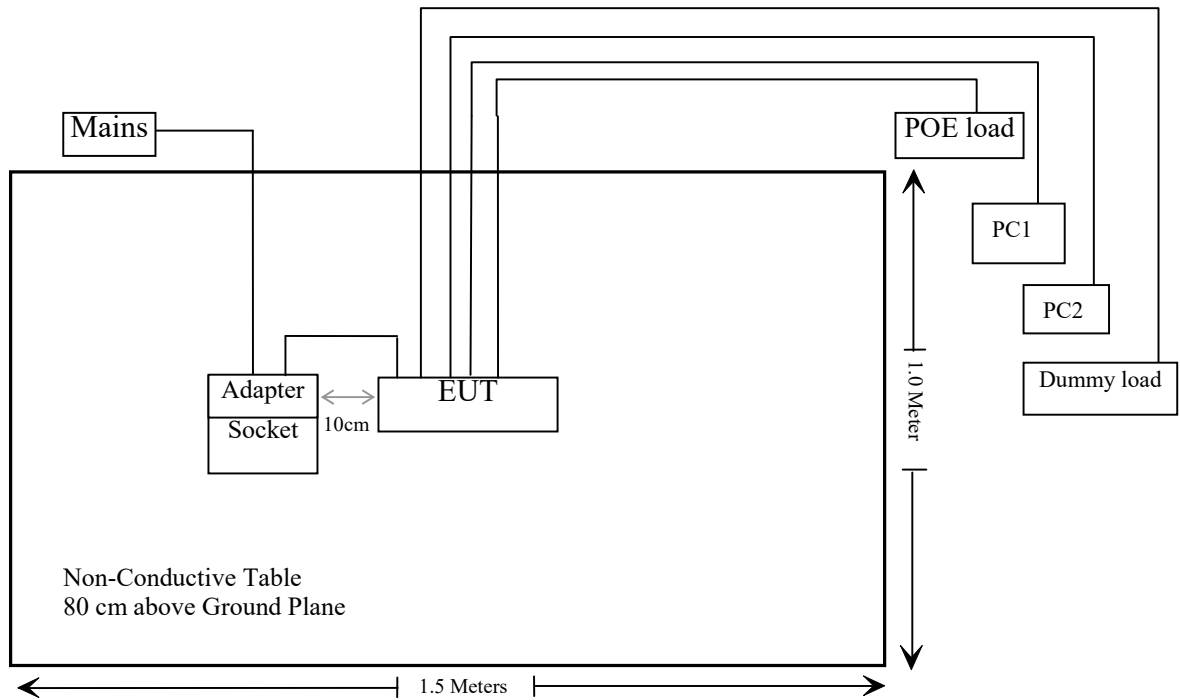 Mains
POE load
PC1
PC2
Dummy load
Adapter
Socket
10cm
EUT
1.0 Meter
Non-Conductive Table
80 cm above Ground Plane
1.5 Meters